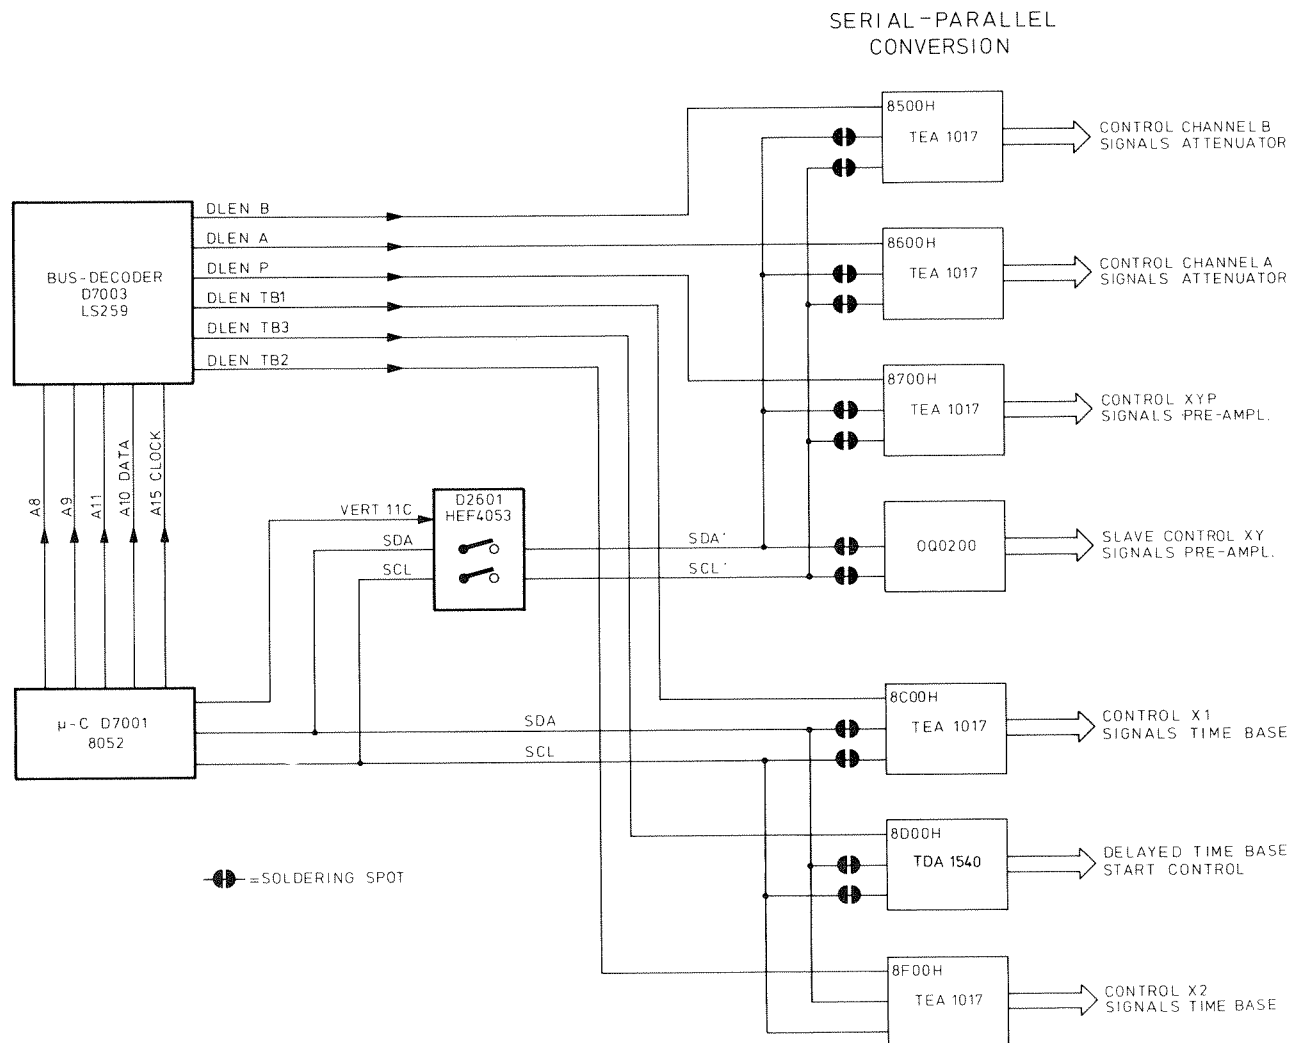 SERIAL-PARALLEL
CONVERSION
8500H
TEA 1017
CONTROL CHANNEL B
SIGNALS ATTENUATOR
BUS-DECODER
D7003
LS259
DLEN B
DLEN A
DLEN P
DLEN TB1
DLEN TB3
DLEN TB2
8600H
TEA 1017
CONTROL CHANNEL A
SIGNALS ATTENUATOR
8700H
TEA 1017
CONTROL XYP
SIGNALS PRE-AMPL.
A8
A9
A11
A10 DATA
A15 CLOCK
VERT 11C
SDA
SCL
D2601
HEF4053
SDA'
SCL'
OQ0200
SLAVE CONTROL XY
SIGNALS PRE-AMPL.
μ-C D7001
8052
SDA
SCL
8C00H
TEA 1017
CONTROL X1
SIGNALS TIME BASE
8D00H
TDA 1540
DELAYED TIME BASE
START CONTROL
=SOLDERING SPOT
8F00H
TEA 1017
CONTROL X2
SIGNALS TIME BASE